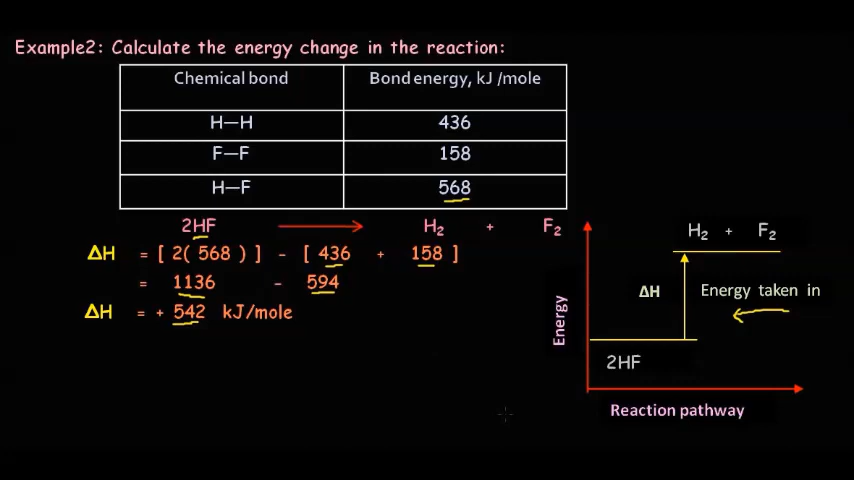 Example2: Calculate the energy change in the reaction:
Chemical bond Bond energy, kJ /mole
H—H 436
F—F 158
H—F 568
2HF ⟶ H₂ + F₂
ΔH = [ 2( 568 ) ] - [ 436 + 158 ]
= 1136 - 594
ΔH = + 542 kJ/mole
H₂ + F₂
ΔH Energy taken in
Energy
2HF
Reaction pathway